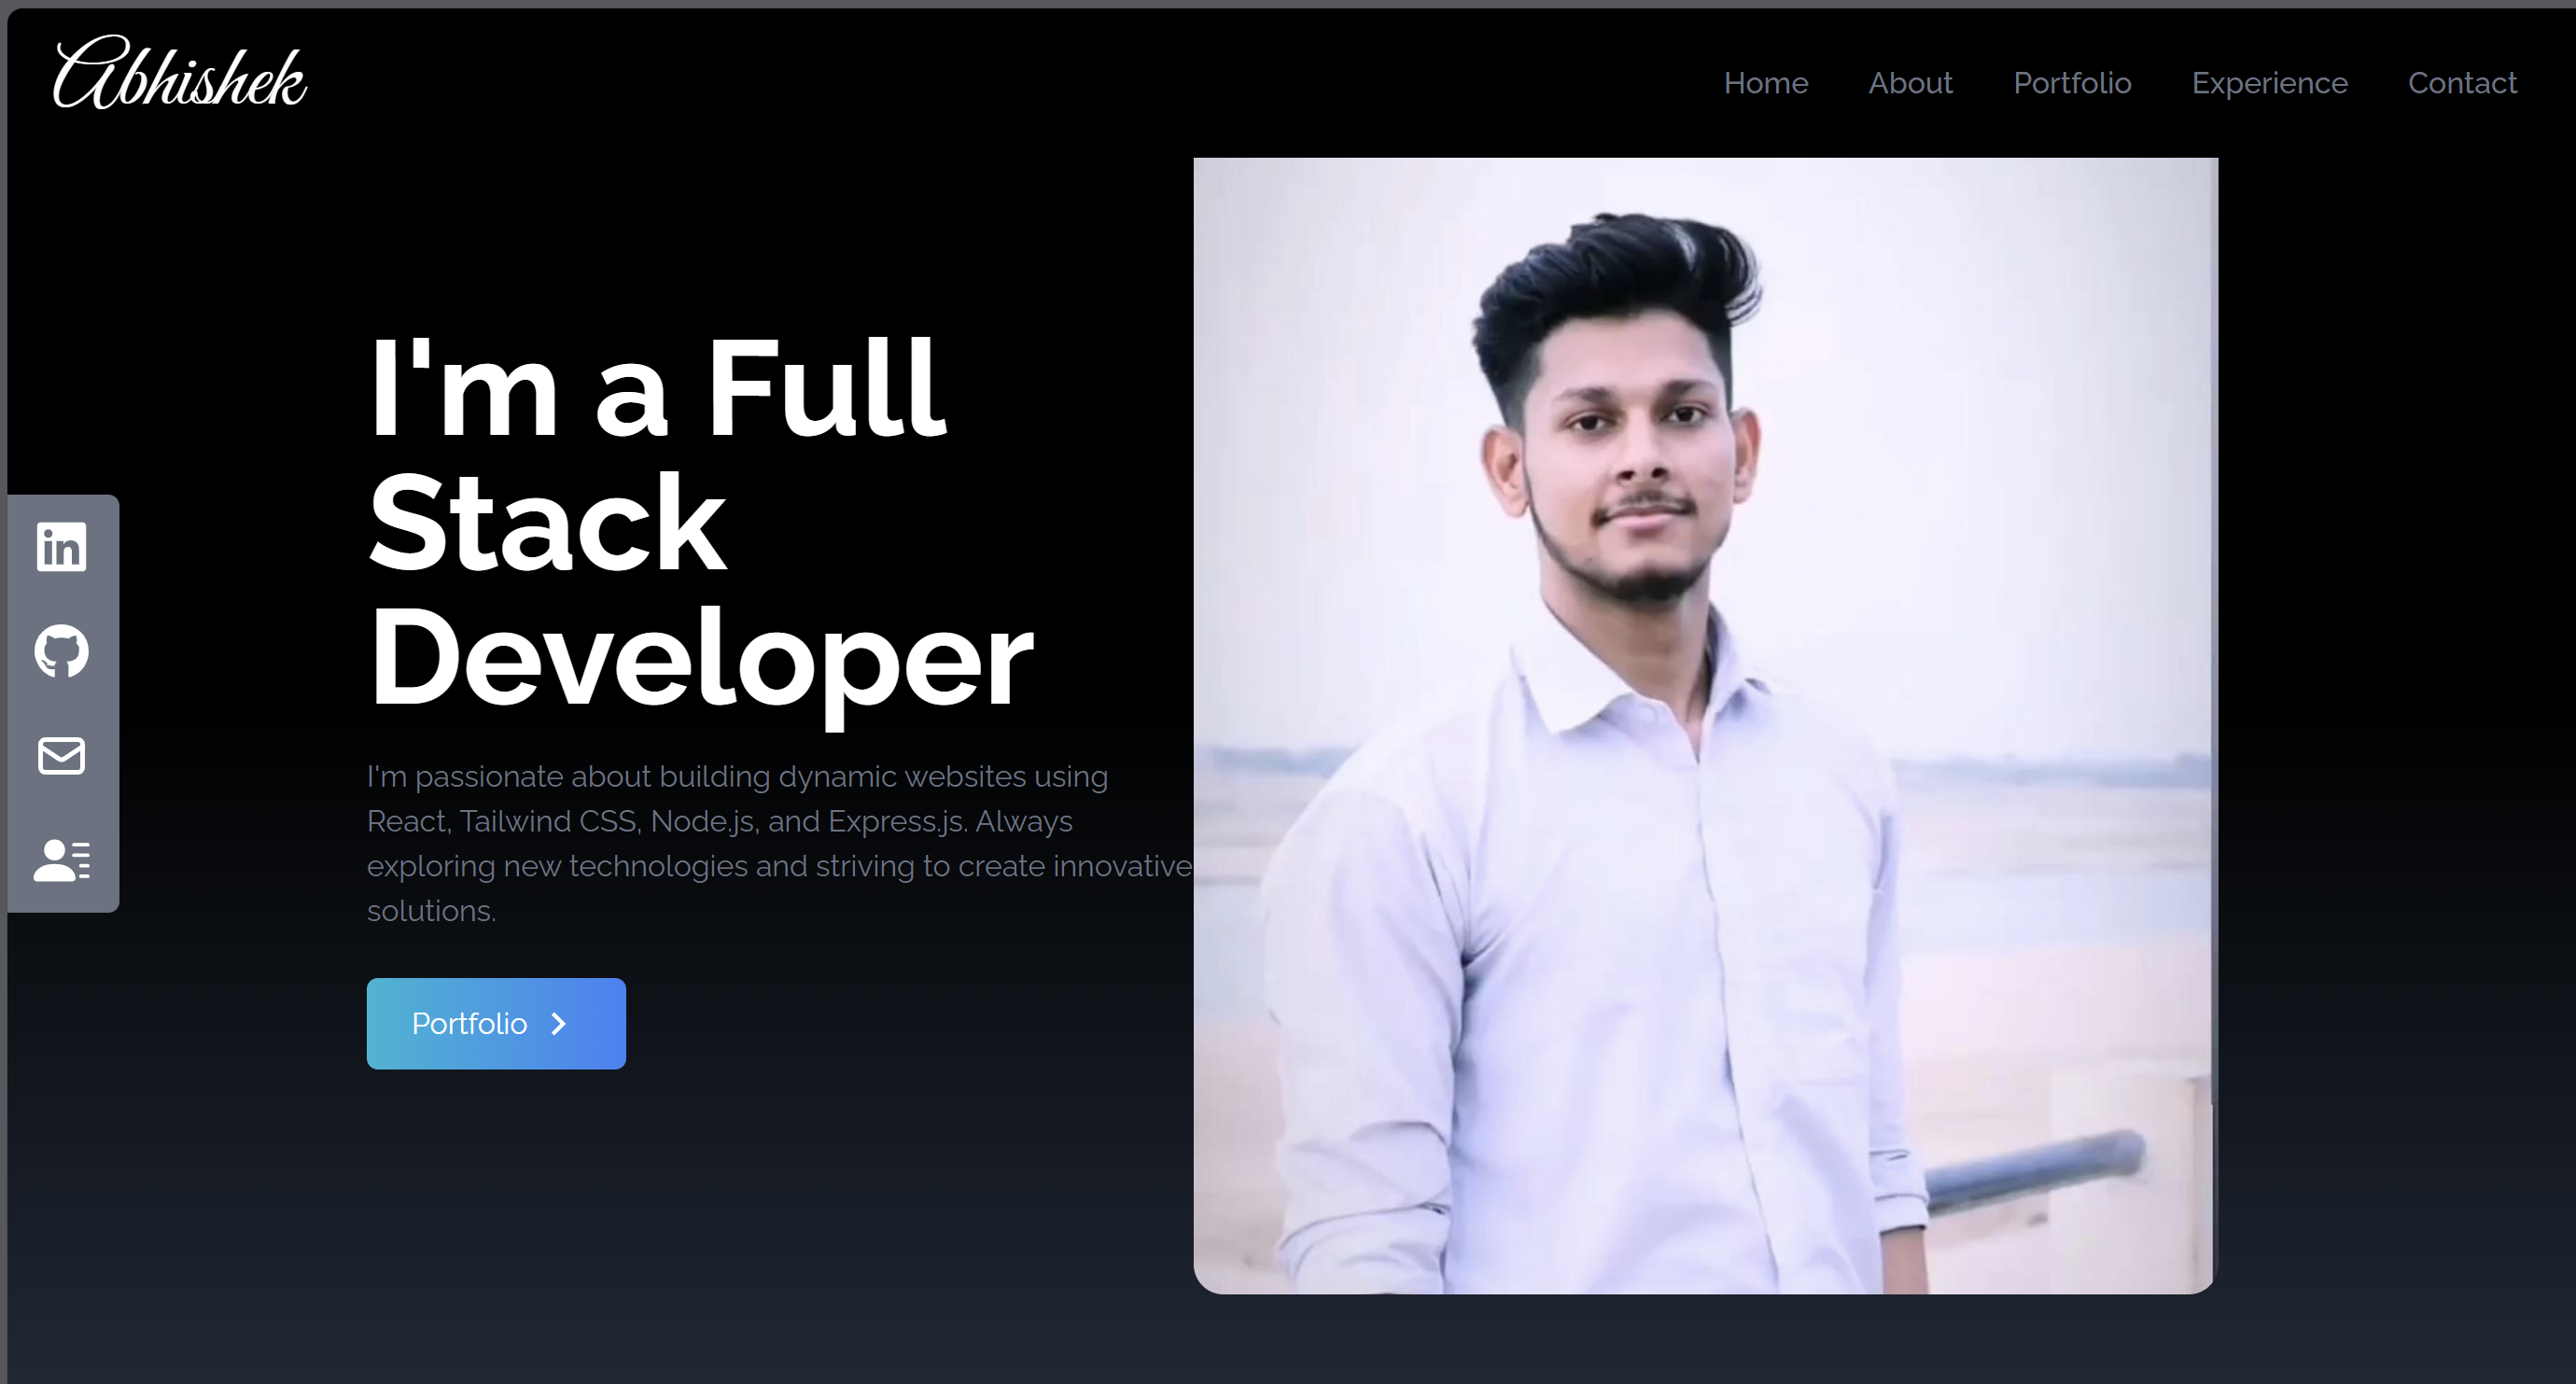 Abhishek
Home About Portfolio Experience Contact
I'm a Full
Stack
Developer
in
I'm passionate about building dynamic websites using
React, Tailwind CSS, Node.js, and Express.js. Always
exploring new technologies and striving to create innovative
solutions.
Portfolio